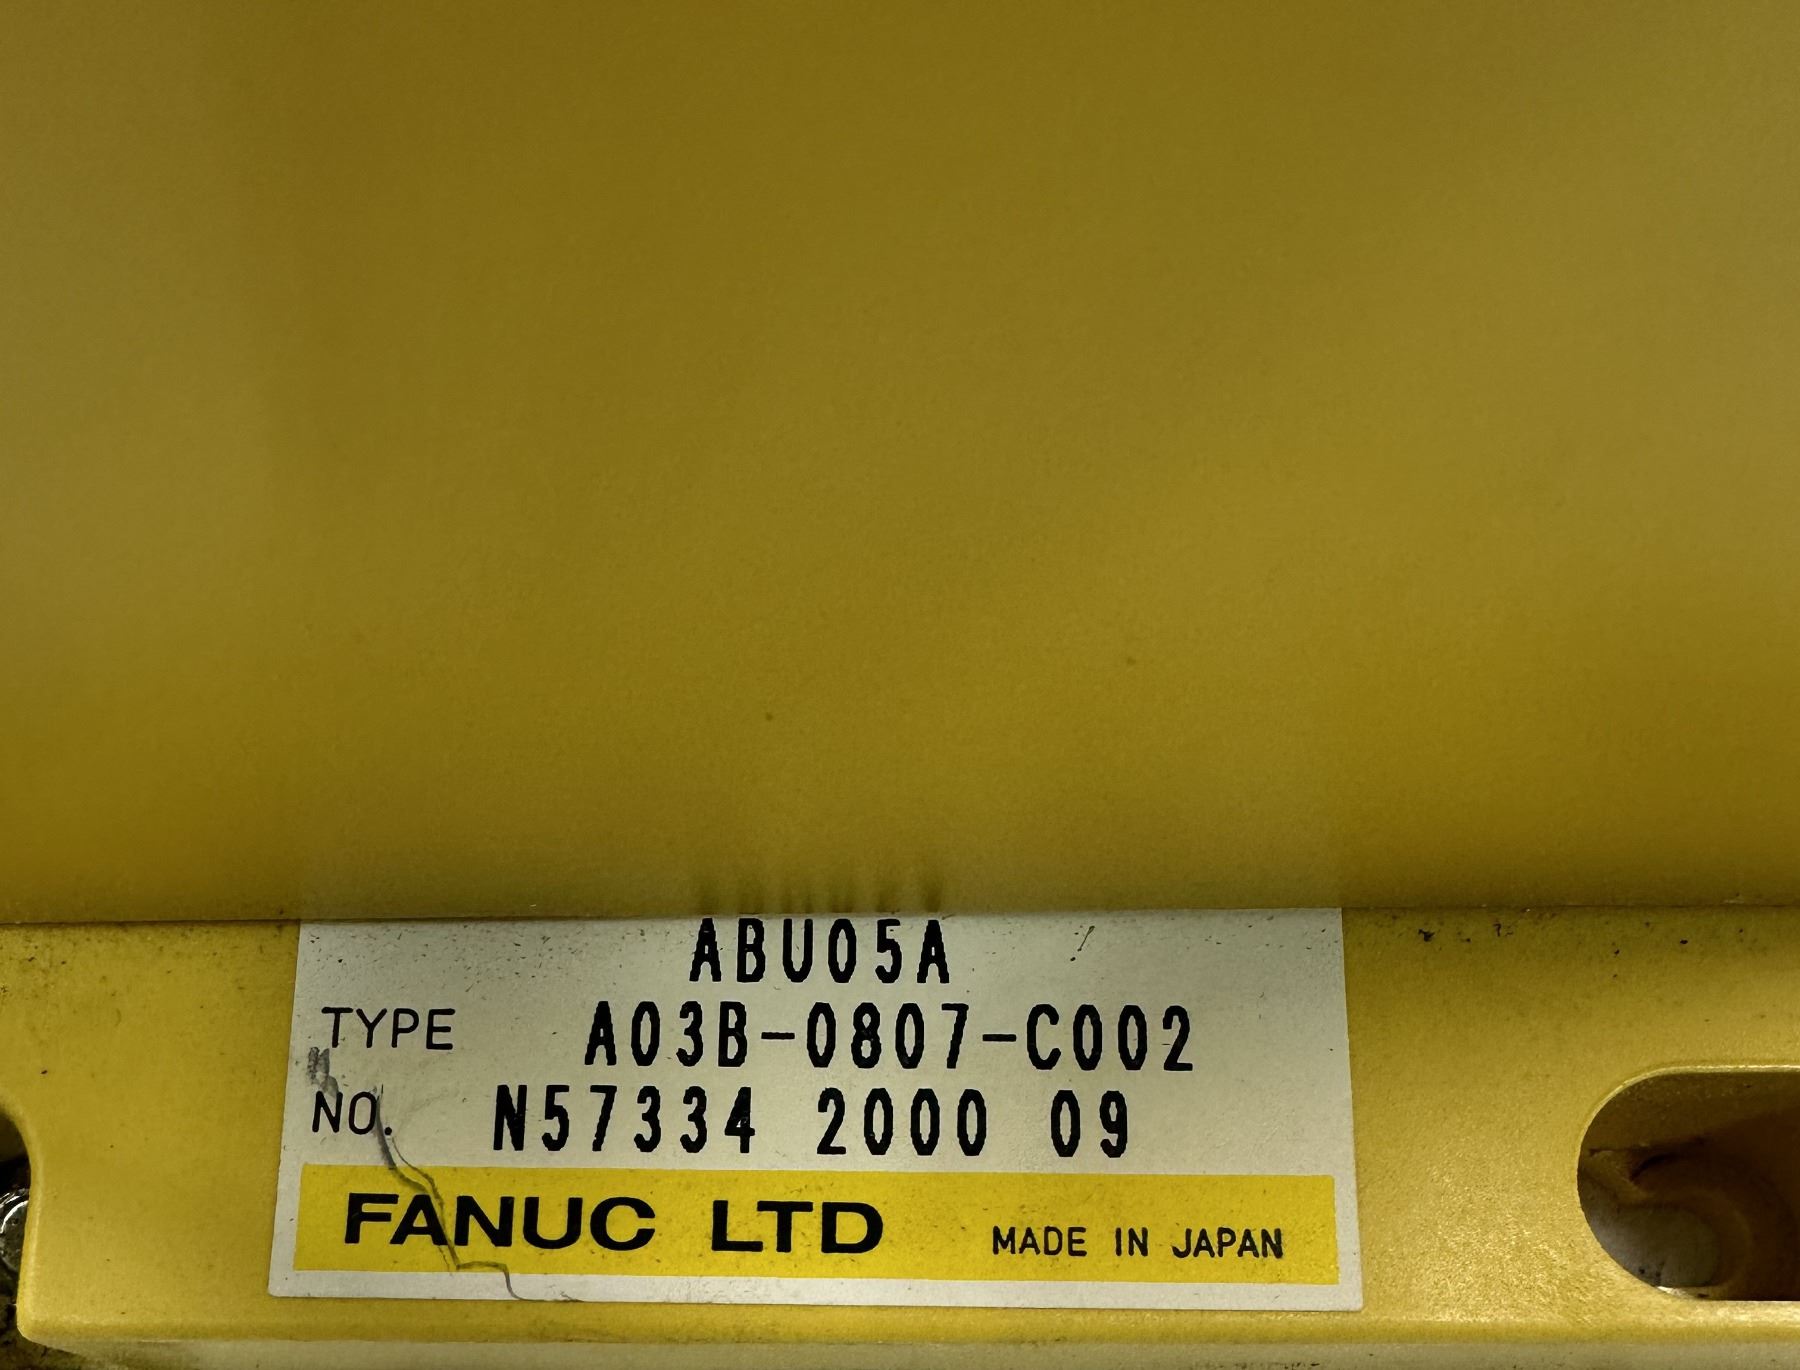 ABU05A
TYPE A03B-0807-C002
NO. N57334 2000 09
FANUC LTD MADE IN JAPAN